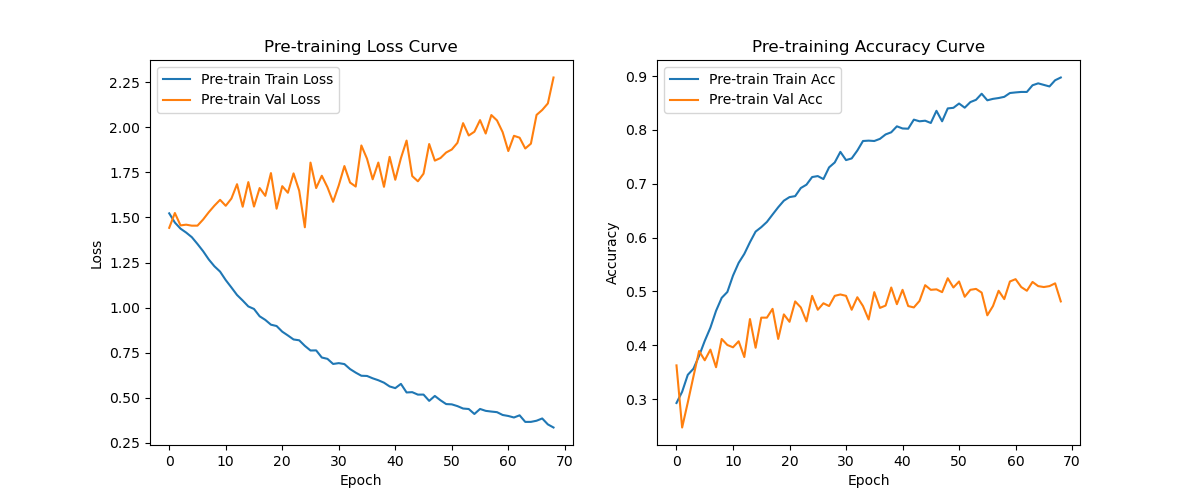 Pre-training Loss Curve
Pre-train Train Loss
Pre-train Val Loss
2.25
2.00
1.75
1.50
1.25
1.00
0.75
0.50
0.25
Loss
0 10 20 30 40 50 60 70
Epoch
Pre-training Accuracy Curve
Pre-train Train Acc
Pre-train Val Acc
0.9
0.8
0.7
0.6
0.5
0.4
0.3
Accuracy
0 10 20 30 40 50 60 70
Epoch